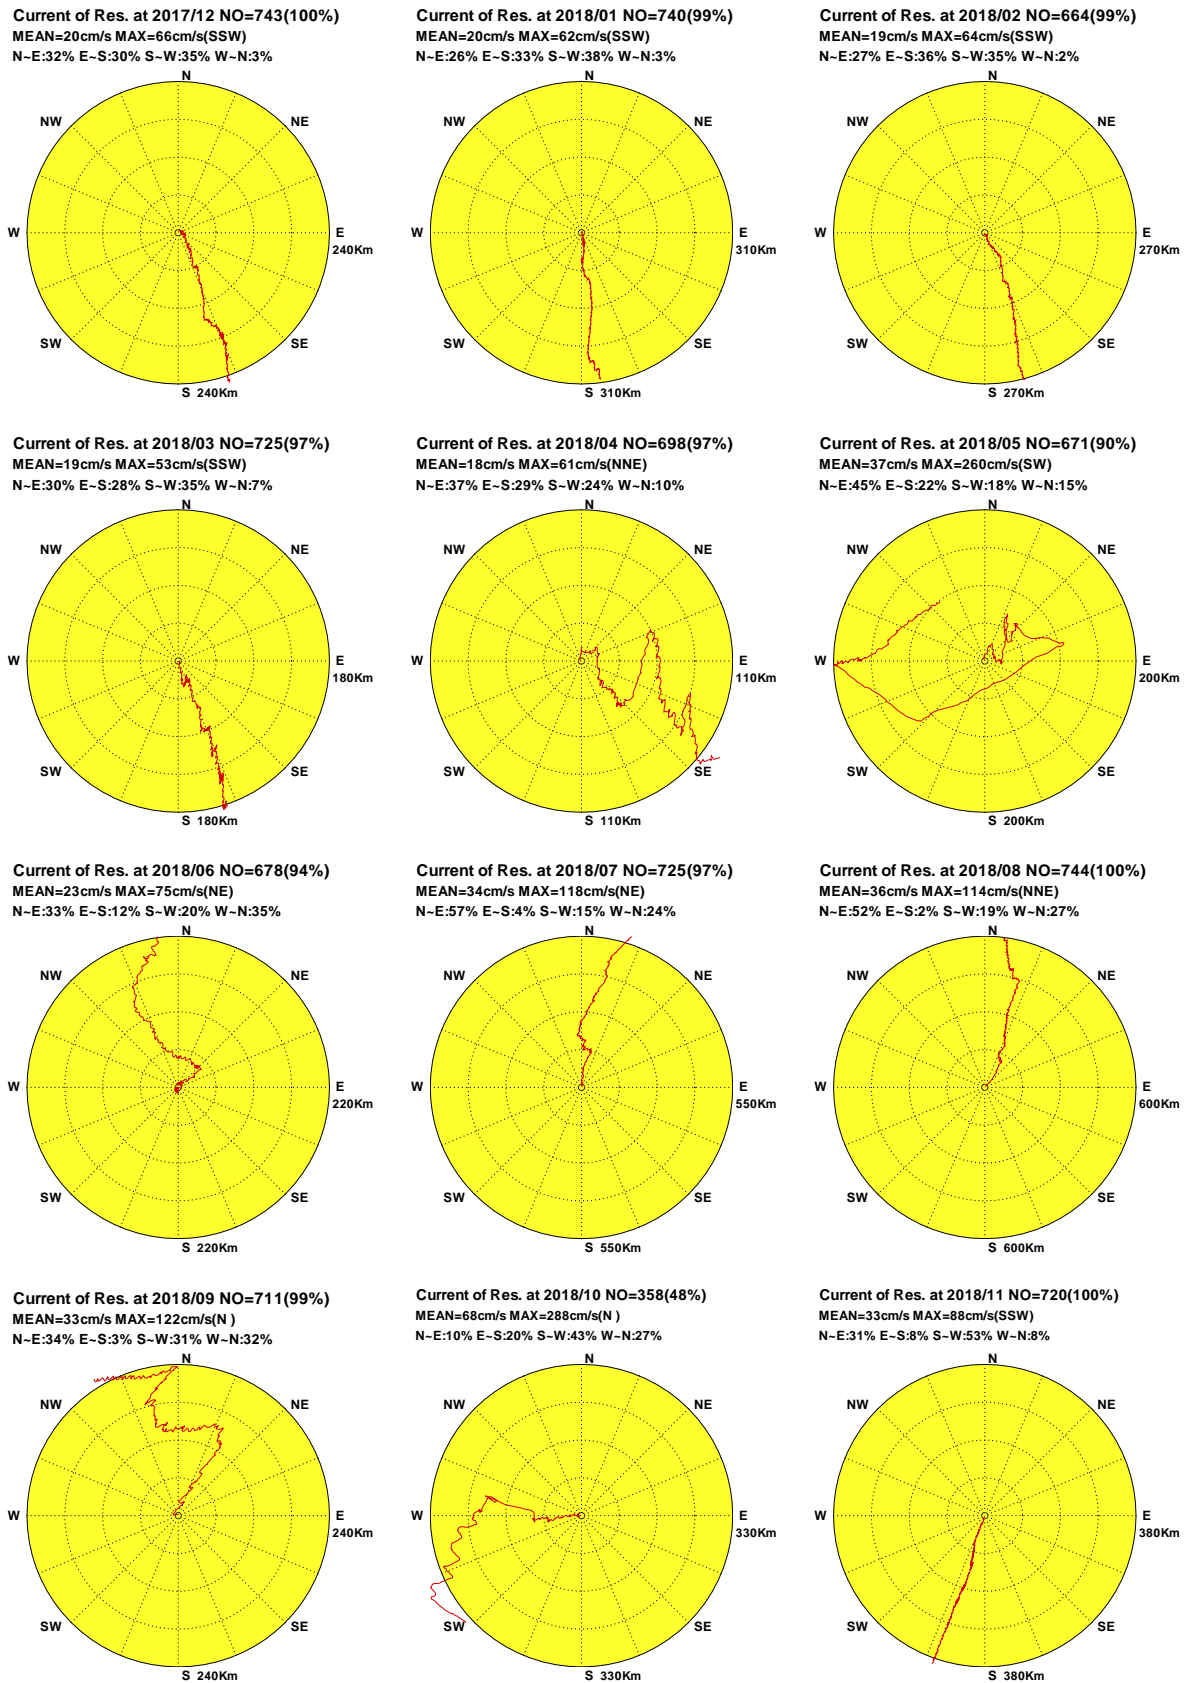 Current of Res. at 2017/12 NO=743(100%)
MEAN=20cm/s MAX=66cm/s(SSW)
N~E:32% E~S:30% S~W:35% W~N:3%
N
NW
NE
W
E
240Km
SW
SE
S 240Km
Current of Res. at 2018/01 NO=740(99%)
MEAN=20cm/s MAX=62cm/s(SSW)
N~E:26% E~S:33% S~W:38% W~N:3%
N
NW
NE
W
E
310Km
SW
SE
S 310Km
Current of Res. at 2018/02 NO=664(99%)
MEAN=19cm/s MAX=64cm/s(SSW)
N~E:27% E~S:36% S~W:35% W~N:2%
N
NW
NE
W
E
270Km
SW
SE
S 270Km
Current of Res. at 2018/03 NO=725(97%)
MEAN=19cm/s MAX=53cm/s(SSW)
N~E:30% E~S:28% S~W:35% W~N:7%
N
NW
NE
W
E
180Km
SW
SE
S 180Km
Current of Res. at 2018/04 NO=698(97%)
MEAN=18cm/s MAX=61cm/s(NNE)
N~E:37% E~S:29% S~W:24% W~N:10%
N
NW
NE
W
E
110Km
SW
SE
S 110Km
Current of Res. at 2018/05 NO=671(90%)
MEAN=37cm/s MAX=260cm/s(SW)
N~E:45% E~S:22% S~W:18% W~N:15%
N
NW
NE
W
E
200Km
SW
SE
S 200Km
Current of Res. at 2018/06 NO=678(94%)
MEAN=23cm/s MAX=75cm/s(NE)
N~E:33% E~S:12% S~W:20% W~N:35%
N
NW
NE
W
E
220Km
SW
SE
S 220Km
Current of Res. at 2018/07 NO=725(97%)
MEAN=34cm/s MAX=118cm/s(NE)
N~E:57% E~S:4% S~W:15% W~N:24%
N
NW
NE
W
E
550Km
SW
SE
S 550Km
Current of Res. at 2018/08 NO=744(100%)
MEAN=36cm/s MAX=114cm/s(NNE)
N~E:52% E~S:2% S~W:19% W~N:27%
N
NW
NE
W
E
600Km
SW
SE
S 600Km
Current of Res. at 2018/09 NO=711(99%)
MEAN=33cm/s MAX=122cm/s(N )
N~E:34% E~S:3% S~W:31% W~N:32%
N
NW
NE
W
E
240Km
SW
SE
S 240Km
Current of Res. at 2018/10 NO=358(48%)
MEAN=68cm/s MAX=288cm/s(N )
N~E:10% E~S:20% S~W:43% W~N:27%
N
NW
NE
W
E
330Km
SW
SE
S 330Km
Current of Res. at 2018/11 NO=720(100%)
MEAN=33cm/s MAX=88cm/s(SSW)
N~E:31% E~S:8% S~W:53% W~N:8%
N
NW
NE
W
E
380Km
SW
SE
S 380Km